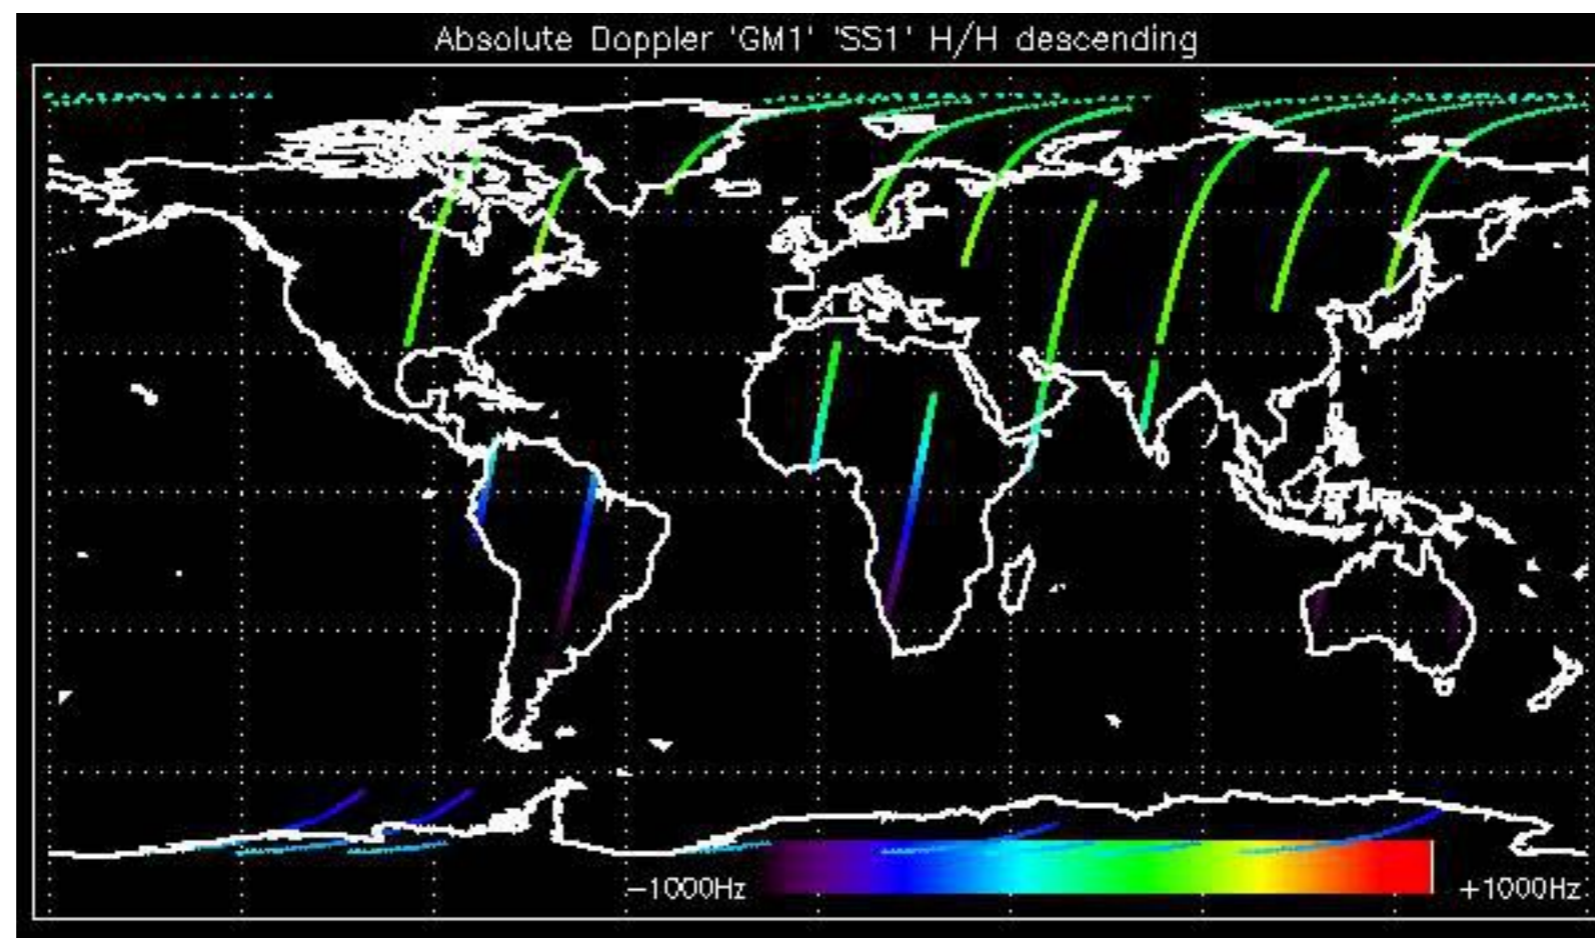 Absolute Doppler 'GM1' 'SS1' H/H descending
−1000Hz
+1000Hz